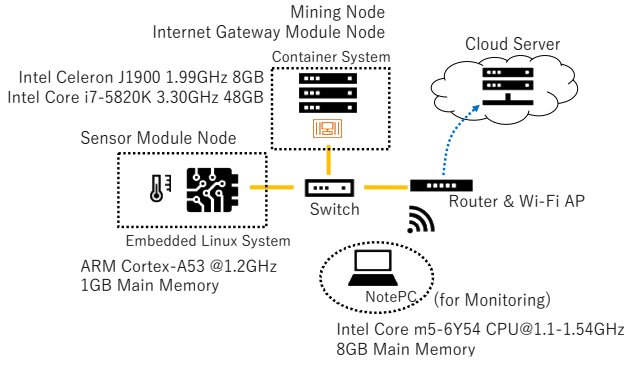 Mining Node
Internet Gateway Module Node
Container System
Cloud Server
Intel Celeron J1900 1.99GHz 8GB
Intel Core i7-5820K 3.30GHz 48GB
Sensor Module Node
Switch
Router & Wi-Fi AP
Embedded Linux System
ARM Cortex-A53 @1.2GHz
1GB Main Memory
NotePC
(for Monitoring)
Intel Core m5-6Y54 CPU@1.1-1.54GHz
8GB Main Memory